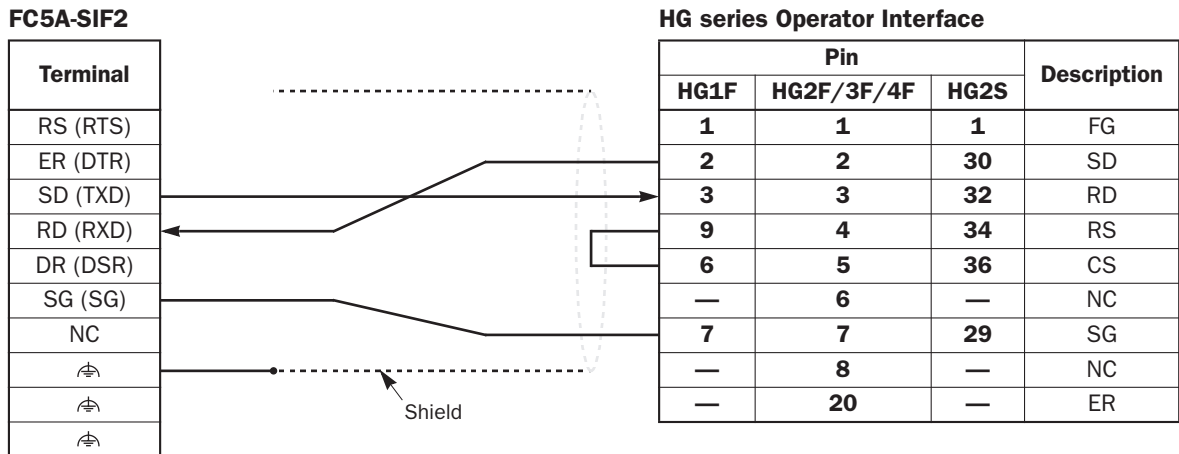 FC5A-SIF2
Terminal
RS (RTS)
ER (DTR)
SD (TXD)
RD (RXD)
DR (DSR)
SG (SG)
NC
Shield
HG series Operator Interface
Pin Description
HG1F HG2F/3F/4F HG2S
1 1 1 FG
2 2 30 SD
3 3 32 RD
9 4 34 RS
6 5 36 CS
— 6 — NC
7 7 29 SG
— 8 — NC
— 20 — ER